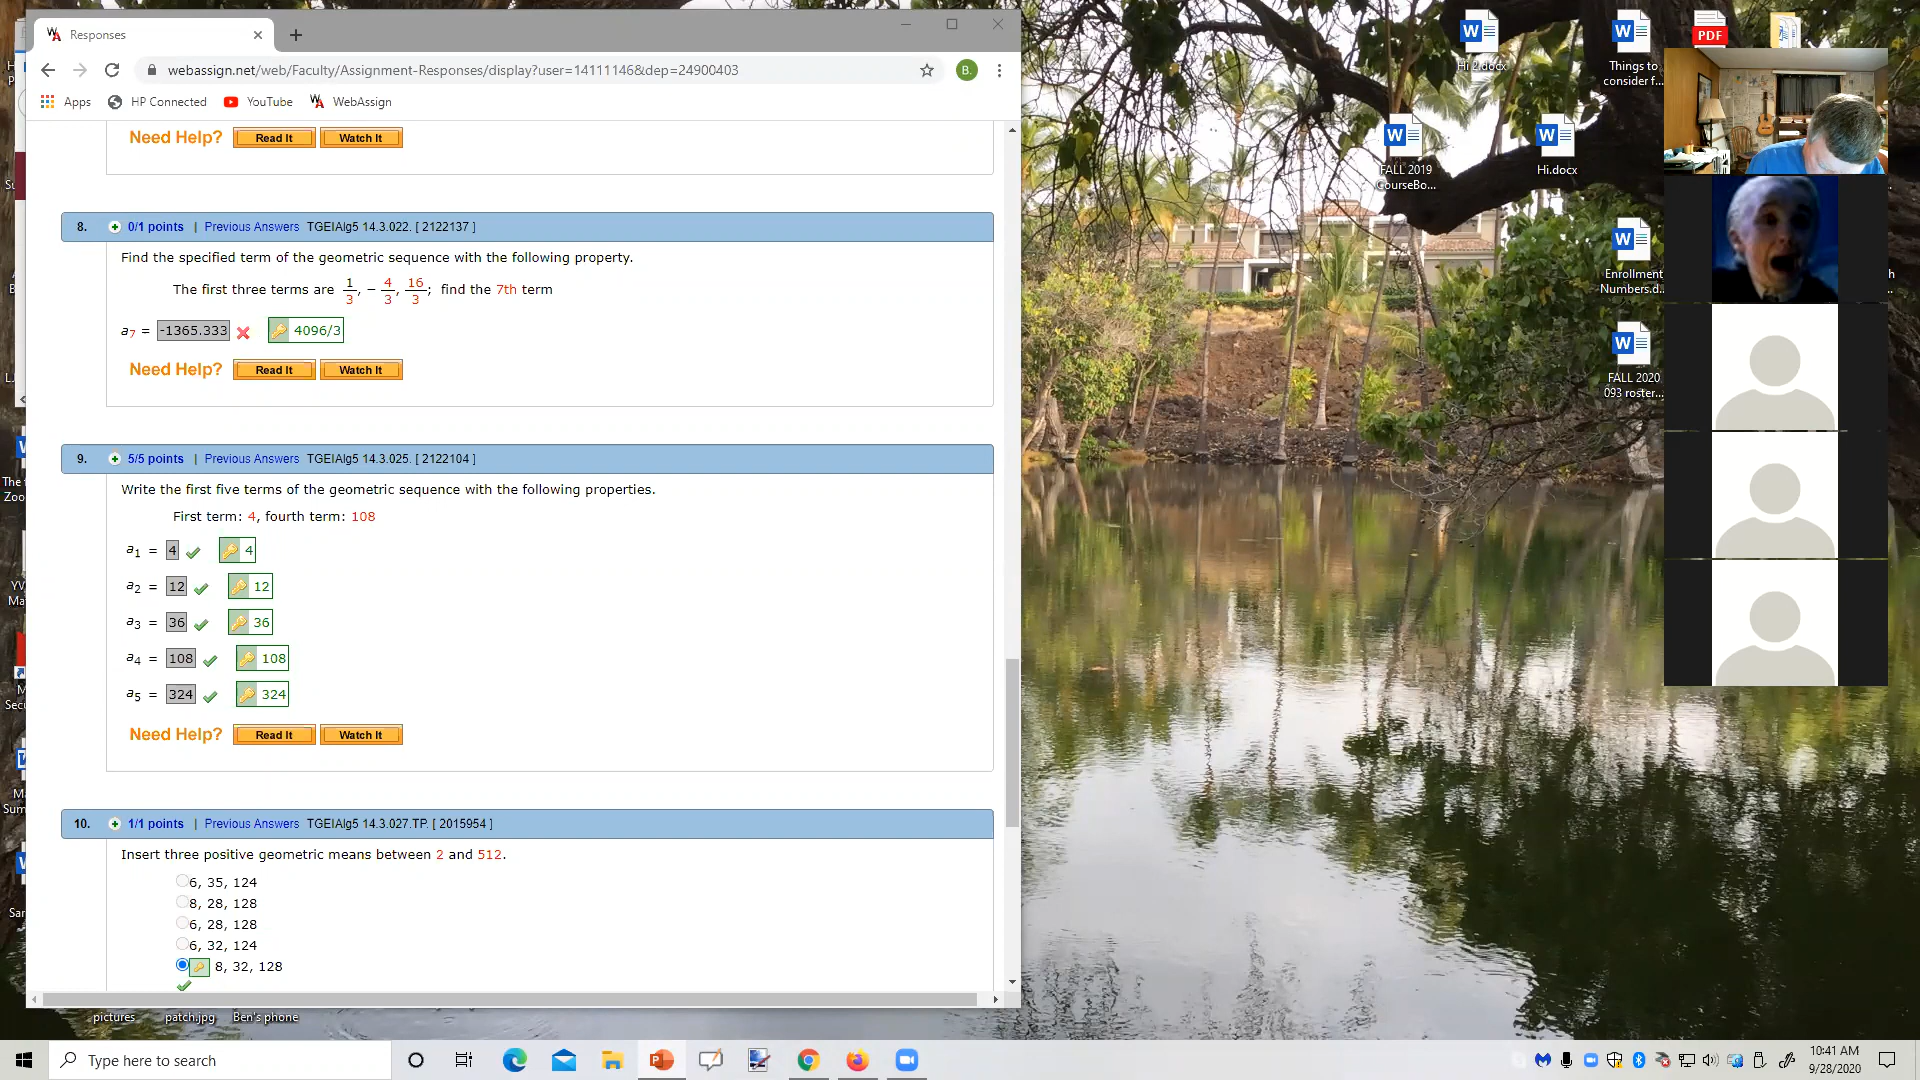 Responses
webassign.net/web/Faculty/Assignment-Responses/display?user=14111146&dep=24900403
B.
Apps
HP Connected
YouTube
WebAssign
Need Help? Read It Watch It
8. 0/1 points | Previous Answers TGEIAlg5 14.3.022. [ 2122137 ]
Find the specified term of the geometric sequence with the following property.
The first three terms are 1/3, − 4/3, 16/3; find the 7th term
a7 = -1365.333 4096/3
Need Help? Read It Watch It
9. 5/5 points | Previous Answers TGEIAlg5 14.3.025. [ 2122104 ]
Write the first five terms of the geometric sequence with the following properties.
First term: 4, fourth term: 108
a1 = 4 4
a2 = 12 12
a3 = 36 36
a4 = 108 108
a5 = 324 324
Need Help? Read It Watch It
10. 1/1 points | Previous Answers TGEIAlg5 14.3.027.TP. [ 2015954 ]
Insert three positive geometric means between 2 and 512.
6, 35, 124
8, 28, 128
6, 28, 128
6, 32, 124
8, 32, 128
pictures
patch.jpg
Ben's phone
Hi 2.docx
Things to
consider f...
PDF
FALL 2019
CourseBo...
Hi.docx
Enrollment
Numbers.d...
FALL 2020
093 roster...
Type here to search
10:41 AM
9/28/2020